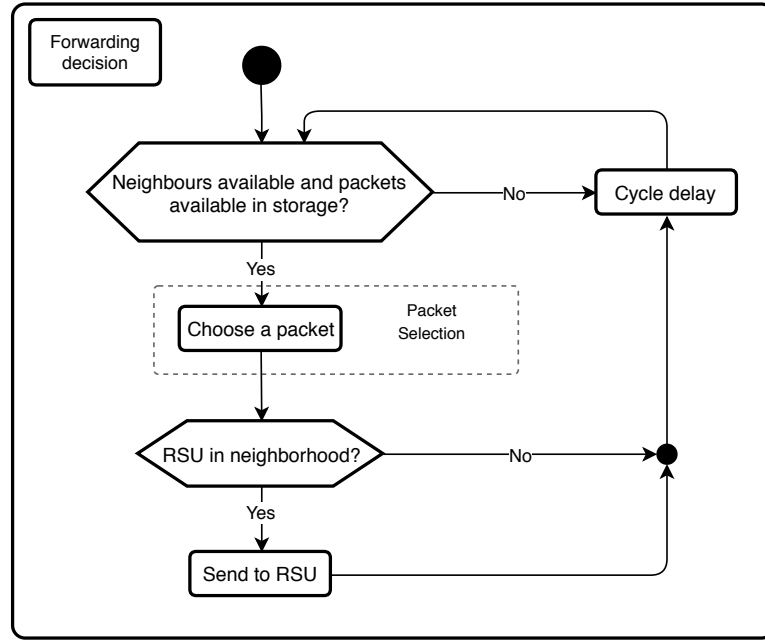 Forwarding
decision
Neighbours available and packets
available in storage?
No
Cycle delay
Yes
Choose a packet
Packet
Selection
RSU in neighborhood?
No
Yes
Send to RSU